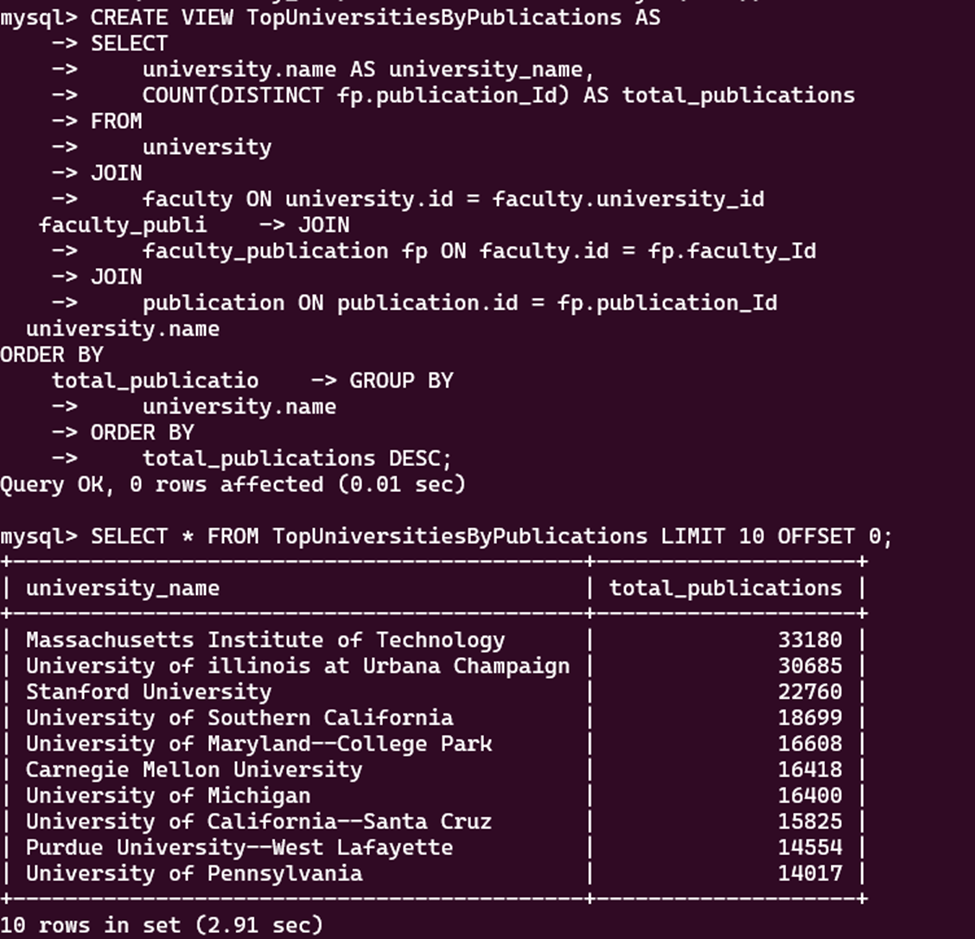 mysql> CREATE VIEW TopUniversitiesByPublications AS
    -> SELECT
    ->     university.name AS university_name,
    ->     COUNT(DISTINCT fp.publication_Id) AS total_publications
    -> FROM
    ->     university
    -> JOIN
    ->     faculty ON university.id = faculty.university_id
   faculty_publi    -> JOIN
    ->     faculty_publication fp ON faculty.id = fp.faculty_Id
    -> JOIN
    ->     publication ON publication.id = fp.publication_Id
  university.name
ORDER BY
    total_publicatio    -> GROUP BY
    ->     university.name
    -> ORDER BY
    ->     total_publications DESC;
Query OK, 0 rows affected (0.01 sec)
mysql> SELECT * FROM TopUniversitiesByPublications LIMIT 10 OFFSET 0;
+--------------------------------------------+--------------------+
| university_name                            | total_publications |
+--------------------------------------------+--------------------+
| Massachusetts Institute of Technology      |              33180 |
| University of illinois at Urbana Champaign |              30685 |
| Stanford University                        |              22760 |
| University of Southern California          |              18699 |
| University of Maryland--College Park       |              16608 |
| Carnegie Mellon University                 |              16418 |
| University of Michigan                     |              16400 |
| University of California--Santa Cruz       |              15825 |
| Purdue University--West Lafayette          |              14554 |
| University of Pennsylvania                 |              14017 |
+--------------------------------------------+--------------------+
10 rows in set (2.91 sec)